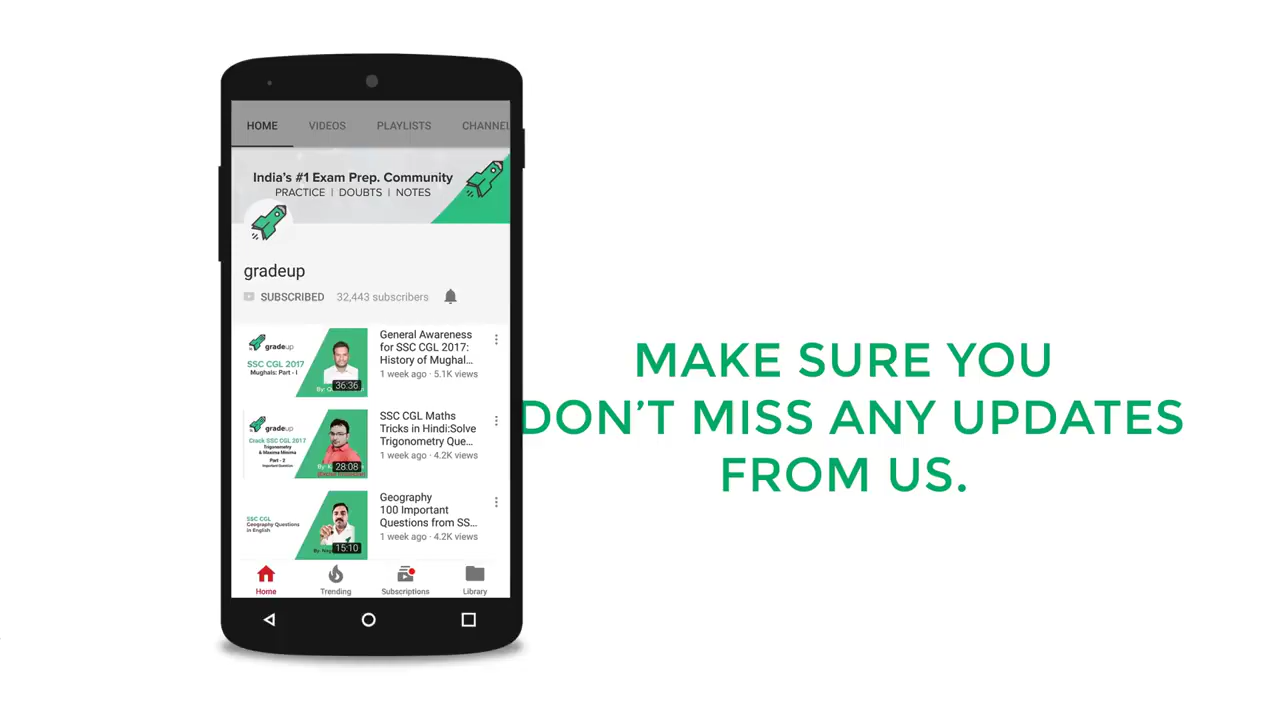 HOME VIDEOS PLAYLISTS CHANNEL
India's #1 Exam Prep. Community
PRACTICE | DOUBTS | NOTES
gradeup
SUBSCRIBED 32,443 subscribers
gradeup
SSC CGL 2017
Mughals: Part - I
36:36
General Awareness
for SSC CGL 2017:
History of Mughal...
1 week ago · 5.1K views
gradeup
Crack SSC CGL 2017
Trigonometry
& Maxima Minima
Part - 2
Important Question
28:08
SSC CGL Maths
Tricks in Hindi:Solve
Trigonometry Que...
1 week ago · 4.2K views
SSC CGL
Geography Questions
in English
15:10
Geography
100 Important
Questions from SS...
1 week ago · 4.2K views
Home Trending Subscriptions Library
MAKE SURE YOU
DON'T MISS ANY UPDATES
FROM US.